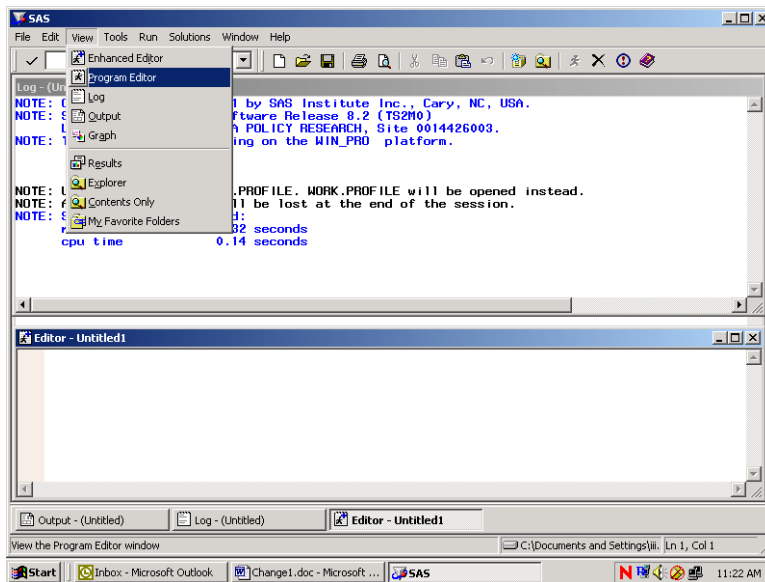 SAS
File Edit View Tools Run Solutions Window Help
Enhanced Editor
Program Editor
Log
Output
Graph
Results
Explorer
Contents Only
My Favorite Folders
Log - (Un
NOTE: 1 by SAS Institute Inc., Cary, NC, USA.
NOTE: S ftware Release 8.2 (TS2M0)
L A POLICY RESEARCH, Site 0014426003.
NOTE: T ing on the WIN_PRO platform.
NOTE: U .PROFILE. WORK.PROFILE will be opened instead.
NOTE: A ll be lost at the end of the session.
NOTE: S d:
r 32 seconds
cpu time 0.14 seconds
Editor - Untitled1
Output - (Untitled) Log - (Untitled) Editor - Untitled1
View the Program Editor window C:\Documents and Settings\iii. Ln 1, Col 1
Start Inbox - Microsoft Outlook Change1.doc - Microsoft ... SAS N 11:22 AM